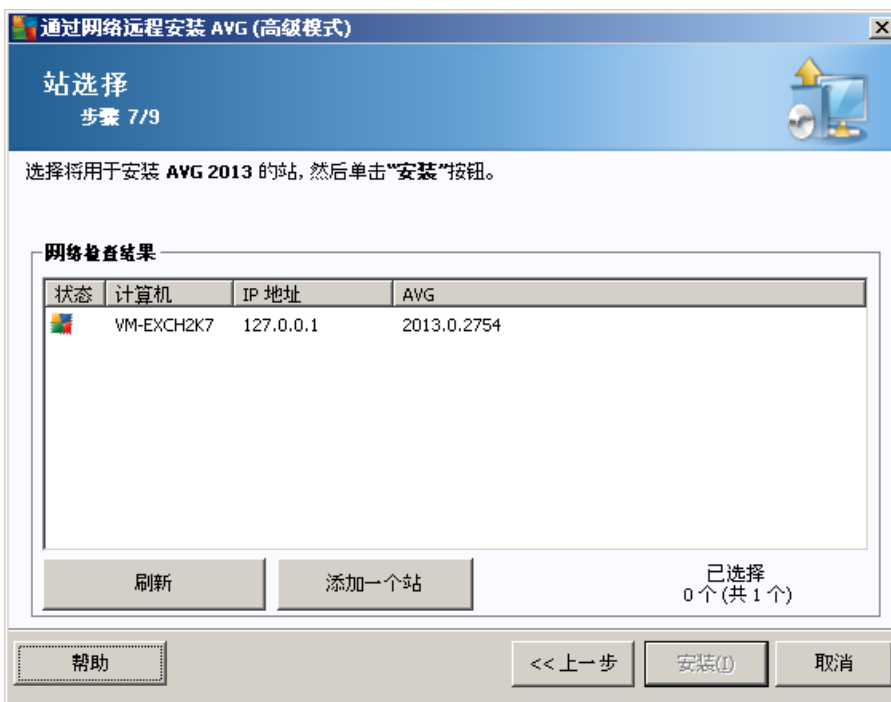 通过网络远程安装 AVG (高级模式)
站选择
步骤 7/9
选择将用于安装 AVG 2013 的站, 然后单击"安装"按钮。
网络检查结果
状态 计算机 IP 地址 AVG
VM-EXCH2K7 127.0.0.1 2013.0.2754
刷新 添加一个站 已选择
0 个 (共 1 个)
帮助 << 上一步 安装(I) 取消